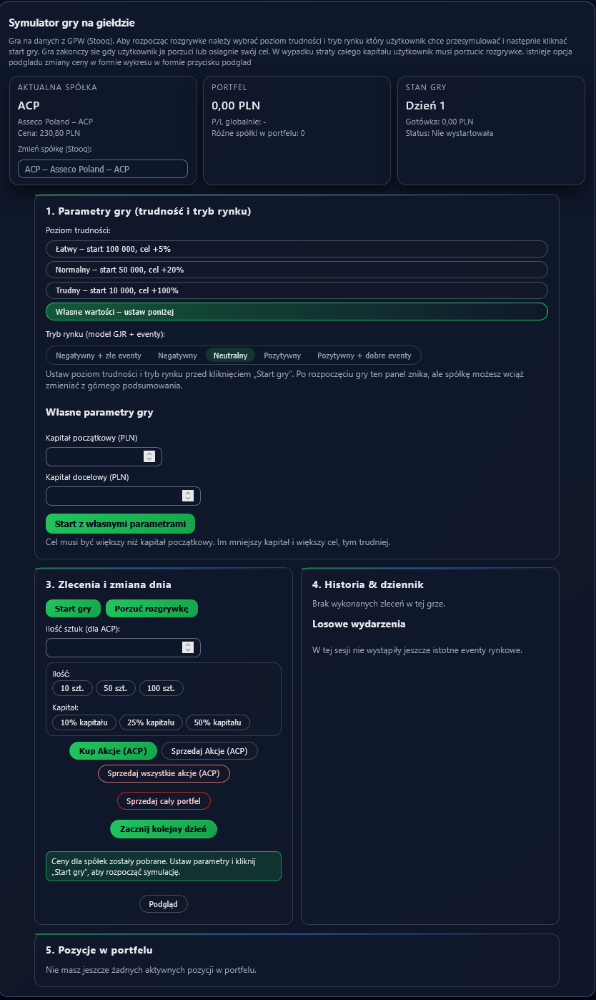 Symulator gry na giełdzie
Gra na danych z GPW (Stooq). Aby rozpocząc rozgrywke należy wybrać poziom trudności i tryb rynku który użytkownik chce przesymulować i następnie kliknać
start gry. Gra zakonczy sie gdy użytkownik ja porzuci lub osiagnie swój cel. W wypadku straty całego kapitału użytkownik musi porzucic rozgrywke. istnieje opcja
podgladu zmiany ceny w formie wykresu w formie przycisku podglad
AKTUALNA SPÓŁKA
ACP
Asseco Poland – ACP
Cena: 230,80 PLN
Zmień spółkę (Stooq):
ACP – Asseco Poland – ACP
PORTFEL
0,00 PLN
P/L globalnie: -
Różne spółki w portfelu: 0
STAN GRY
Dzień 1
Gotówka: 0,00 PLN
Status: Nie wystartowała
1. Parametry gry (trudność i tryb rynku)
Poziom trudności:
Łatwy – start 100 000, cel +5%
Normalny – start 50 000, cel +20%
Trudny – start 10 000, cel +100%
Własne wartości – ustaw poniżej
Tryb rynku (model GJR + eventy):
Negatywny + złe eventy Negatywny Neutralny Pozytywny Pozytywny + dobre eventy
Ustaw poziom trudności i tryb rynku przed kliknięciem „Start gry”. Po rozpoczęciu gry ten panel znika, ale spółkę możesz wciąż
zmieniać z górnego podsumowania.
Własne parametry gry
Kapitał początkowy (PLN)
Kapitał docelowy (PLN)
Start z własnymi parametrami
Cel musi być większy niż kapitał początkowy. Im mniejszy kapitał i większy cel, tym trudniej.
3. Zlecenia i zmiana dnia
Start gry Porzuć rozgrywkę
Ilość sztuk (dla ACP):
Ilość:
10 szt. 50 szt. 100 szt.
Kapitał:
10% kapitału 25% kapitału 50% kapitału
Kup Akcje (ACP) Sprzedaj Akcje (ACP)
Sprzedaj wszystkie akcje (ACP)
Sprzedaj cały portfel
Zacznij kolejny dzień
Ceny dla spółek zostały pobrane. Ustaw parametry i kliknij
„Start gry”, aby rozpocząć symulację.
Podgląd
4. Historia & dziennik
Brak wykonanych zleceń w tej grze.
Losowe wydarzenia
W tej sesji nie wystąpiły jeszcze istotne eventy rynkowe.
5. Pozycje w portfelu
Nie masz jeszcze żadnych aktywnych pozycji w portfelu.